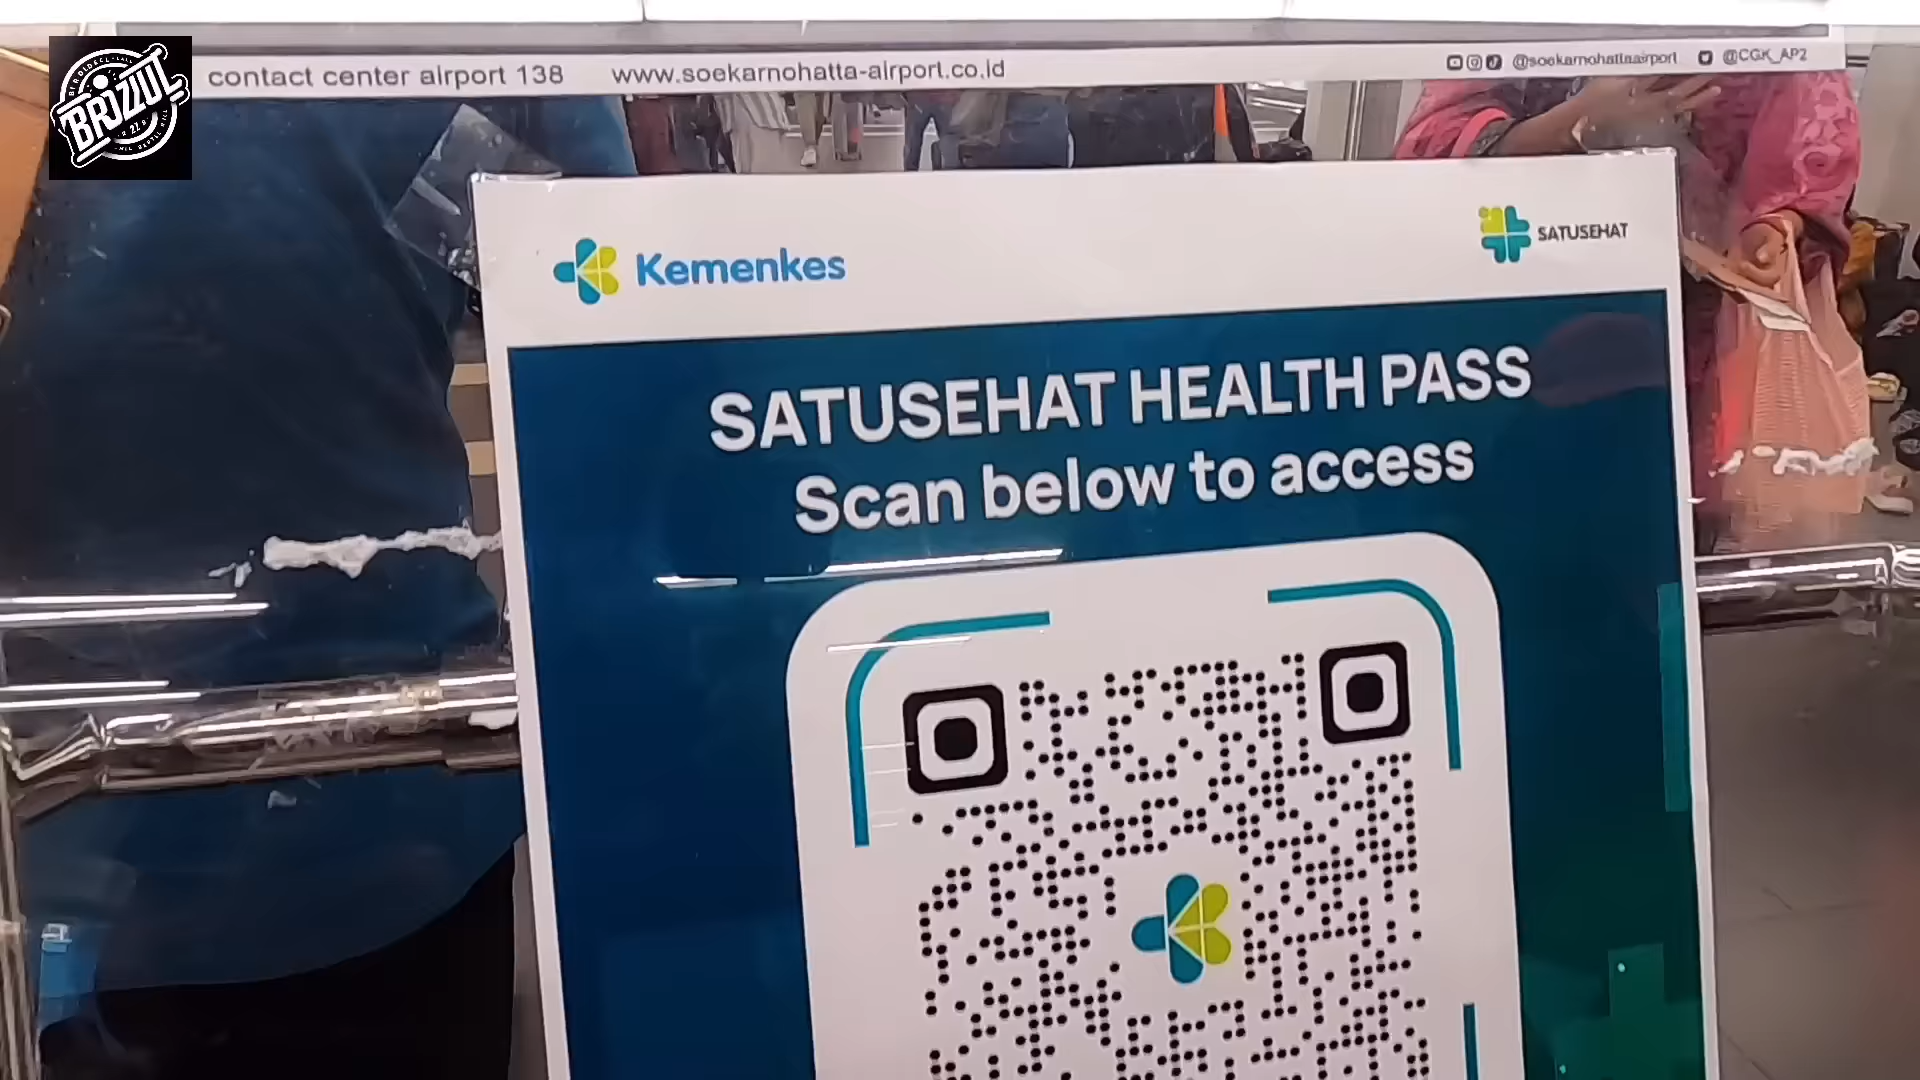 BRIZZUL
contact center airport 138
www.soekarnohatta-airport.co.id
@soekarnohattaairport
@CGK_AP2
Kemenkes
SATUSEHAT
SATUSEHAT HEALTH PASS
Scan below to access